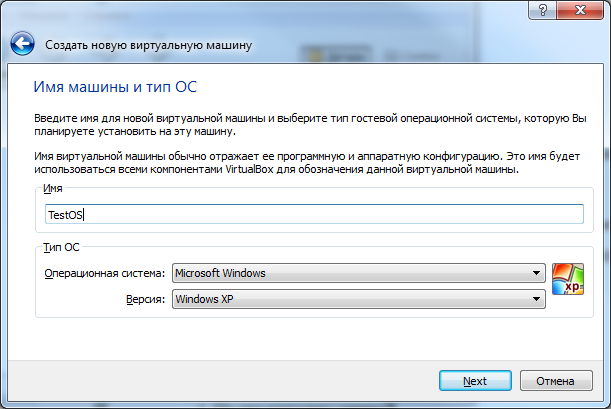 Создать новую виртуальную машину
Имя машины и тип ОС
Введите имя для новой виртуальной машины и выберите тип гостевой операционной системы, которую Вы
планируете установить на эту машину.
Имя виртуальной машины обычно отражает ее программную и аппаратную конфигурацию. Это имя будет
использоваться всеми компонентами VirtualBox для обозначения данной виртуальной машины.
Имя
TestOS
Тип ОС
Операционная система: Microsoft Windows
xp
Версия: Windows XP
Next Отмена